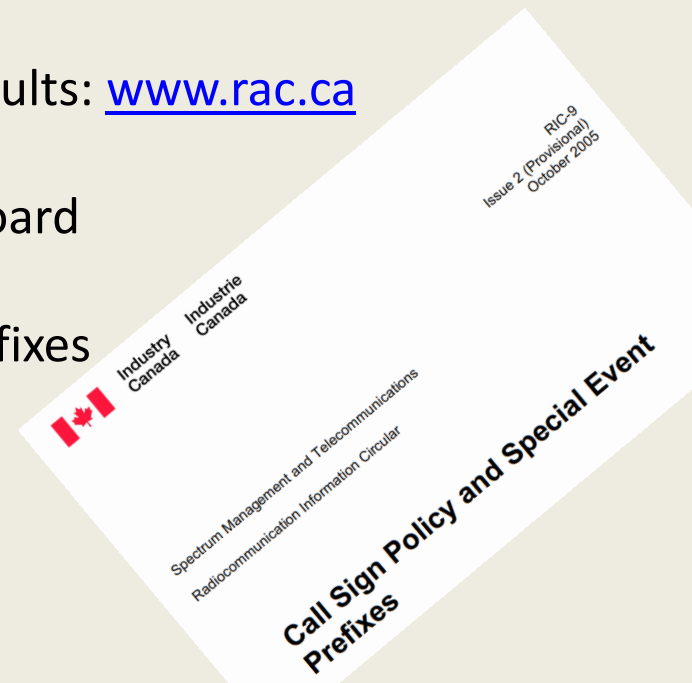 ults: www.rac.ca
oard
fixes
RIC-9
Issue 2 (Provisional)
October 2005
Industry
Canada
Industrie
Canada
Spectrum Management and Telecommunications
Radiocommunication Information Circular
Call Sign Policy and Special Event
Prefixes